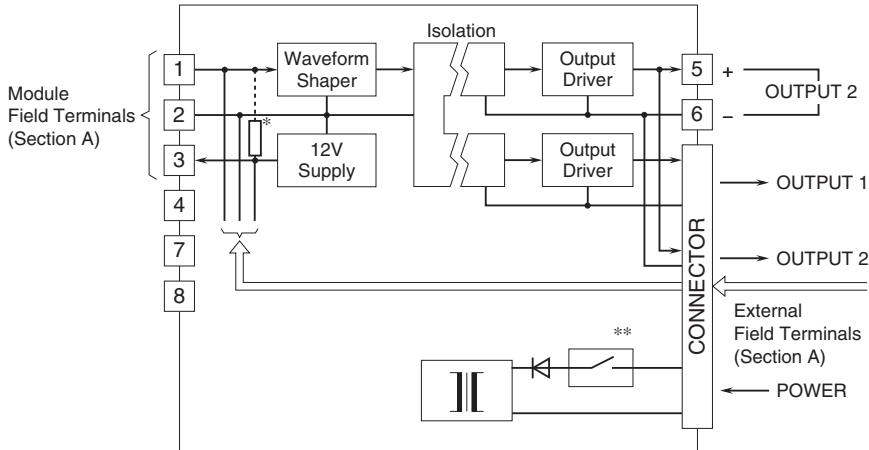 Isolation
Module
Field Terminals
(Section A)
1
2
3
4
7
8
Waveform
Shaper
*
12V
Supply
Output
Driver
Output
Driver
5
6
+
−
OUTPUT 2
CONNECTOR
OUTPUT 1
OUTPUT 2
External
Field Terminals
(Section A)
**
POWER